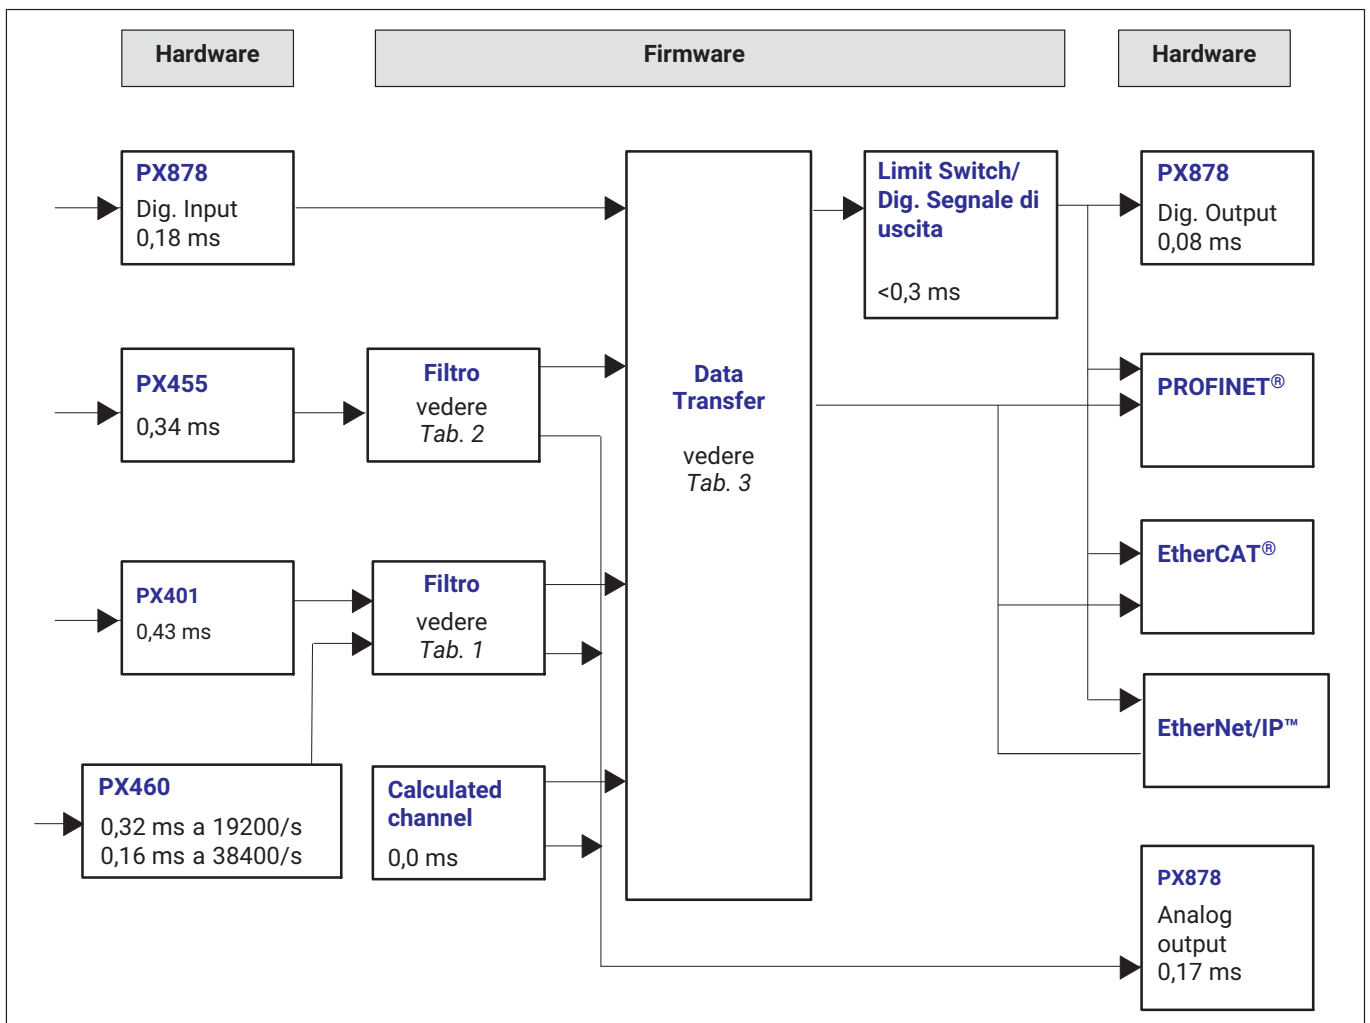 Hardware
Firmware
Hardware
PX878
Dig. Input
0,18 ms
PX455
0,34 ms
PX401
0,43 ms
PX460
0,32 ms a 19200/s
0,16 ms a 38400/s
Filtro
vedere
Tab. 2
Filtro
vedere
Tab. 1
Calculated
channel
0,0 ms
Data
Transfer
vedere
Tab. 3
Limit Switch/
Dig. Segnale di
uscita
<0,3 ms
PX878
Dig. Output
0,08 ms
PROFINET®
EtherCAT®
EtherNet/IP™
PX878
Analog
output
0,17 ms